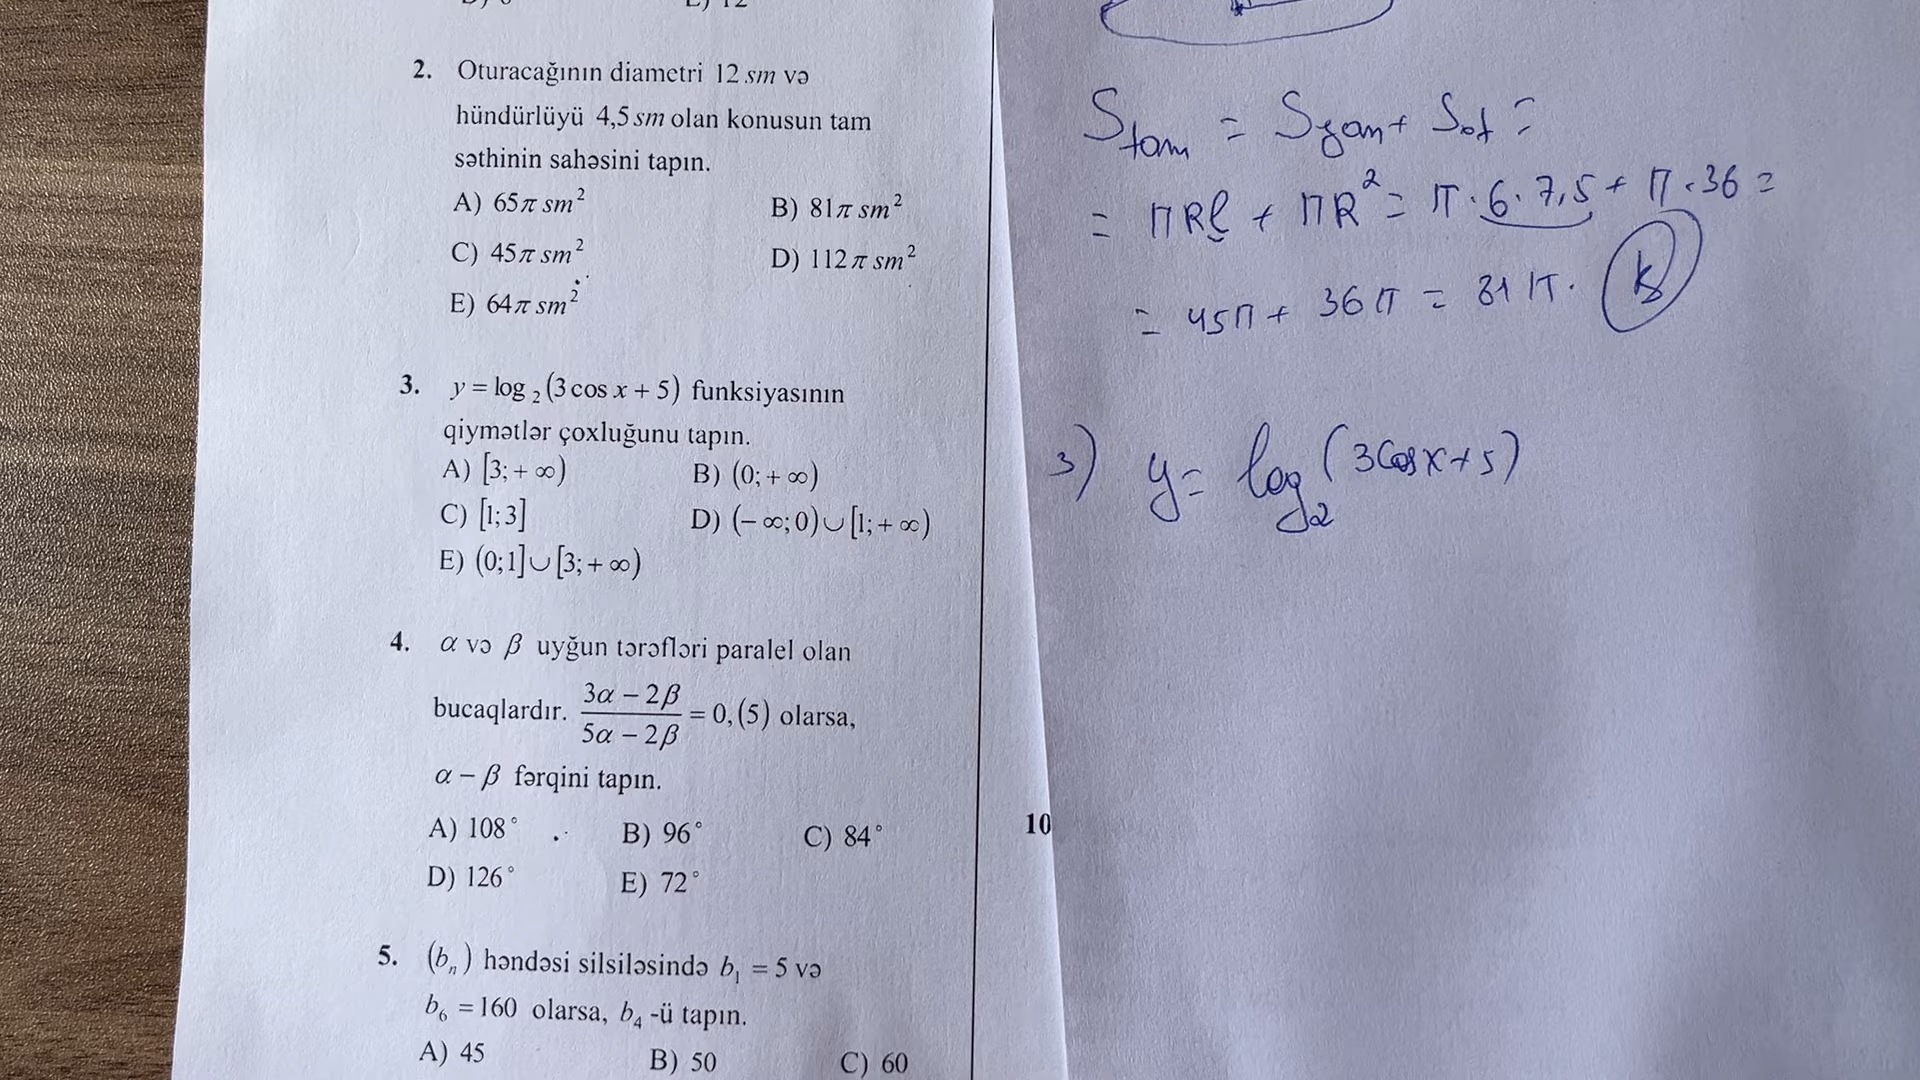 2. Oturacağının diametri 12 sm və
hündürlüyü 4,5 sm olan konusun tam
səthinin sahəsini tapın.
A) 65π sm² B) 81π sm²
C) 45π sm² D) 112π sm²
E) 64π sm²
3. y = log₂(3cos x + 5) funksiyasının
qiymətlər çoxluğunu tapın.
A) [3; + ∞) B) (0; + ∞)
C) [1; 3] D) (− ∞; 0) ∪ [1; + ∞)
E) (0; 1] ∪ [3; + ∞)
4. α və β uyğun tərəfləri paralel olan
bucaqlardır. (3α − 2β)/(5α − 2β) = 0,(5) olarsa,
α − β fərqini tapın.
A) 108° B) 96° C) 84°
D) 126° E) 72°
5. (bₙ) həndəsi silsiləsində b₁ = 5 və
b₆ = 160 olarsa, b₄ -ü tapın.
A) 45 B) 50 C) 60
10
Stam = Syan + Sot =
= πRl + πR² = π · 6 · 7,5 + π · 36 =
= 45π + 36π = 81π. B
3) y = log₂(3cosx+5)